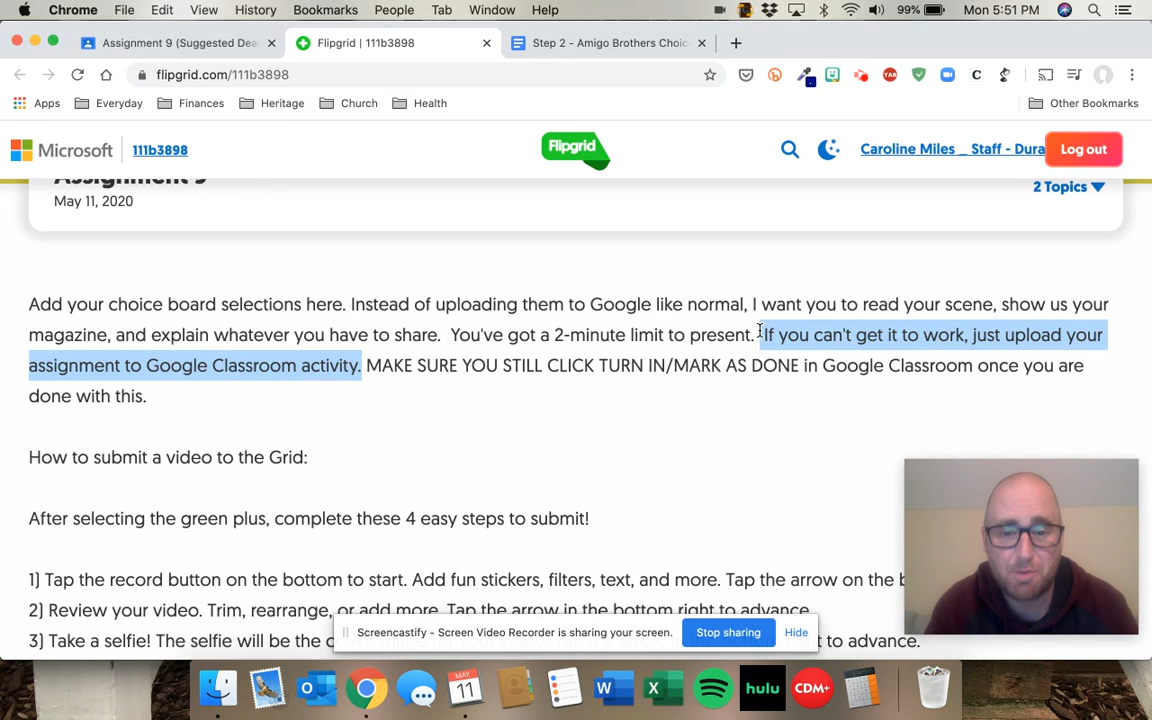 Chrome File Edit View History Bookmarks People Tab Window Help 99% Mon 5:51 PM
Assignment 9 (Suggested Dea Flipgrid | 111b3898 Step 2 - Amigo Brothers Choic
flipgrid.com/111b3898
Apps Everyday Finances Heritage Church Health Other Bookmarks
Microsoft 111b3898 Flipgrid Caroline Miles _ Staff - Dura Log out
Assignment 9
2 Topics
May 11, 2020
Add your choice board selections here. Instead of uploading them to Google like normal, I want you to read your scene, show us your
magazine, and explain whatever you have to share. You've got a 2-minute limit to present. If you can't get it to work, just upload your
assignment to Google Classroom activity. MAKE SURE YOU STILL CLICK TURN IN/MARK AS DONE in Google Classroom once you are
done with this.
How to submit a video to the Grid:
After selecting the green plus, complete these 4 easy steps to submit!
1) Tap the record button on the bottom to start. Add fun stickers, filters, text, and more. Tap the arrow on the b
2) Review your video. Trim, rearrange, or add more. Tap the arrow in the bottom right to advance.
3) Take a selfie! The selfie will be the to advance.
Screencastify - Screen Video Recorder is sharing your screen. Stop sharing Hide
MAY
11
hulu
CDM+